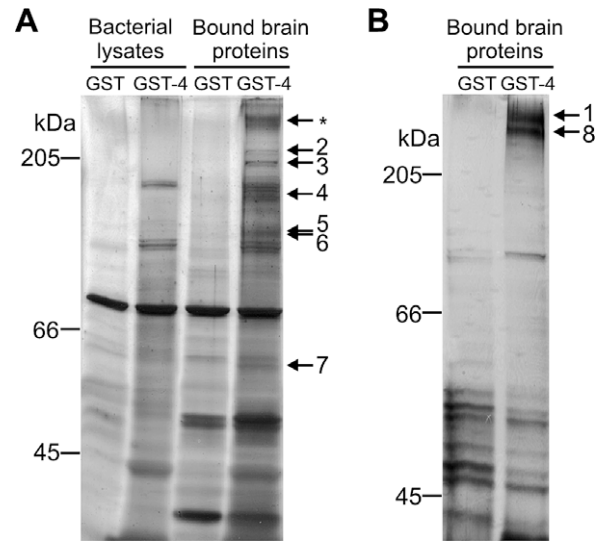 A
Bacterial lysates
Bound brain proteins
GST GST-4 GST GST-4
kDa
205
66
45
*
2
3
4
5
6
7
B
Bound brain proteins
GST GST-4
kDa
205
66
45
1
8